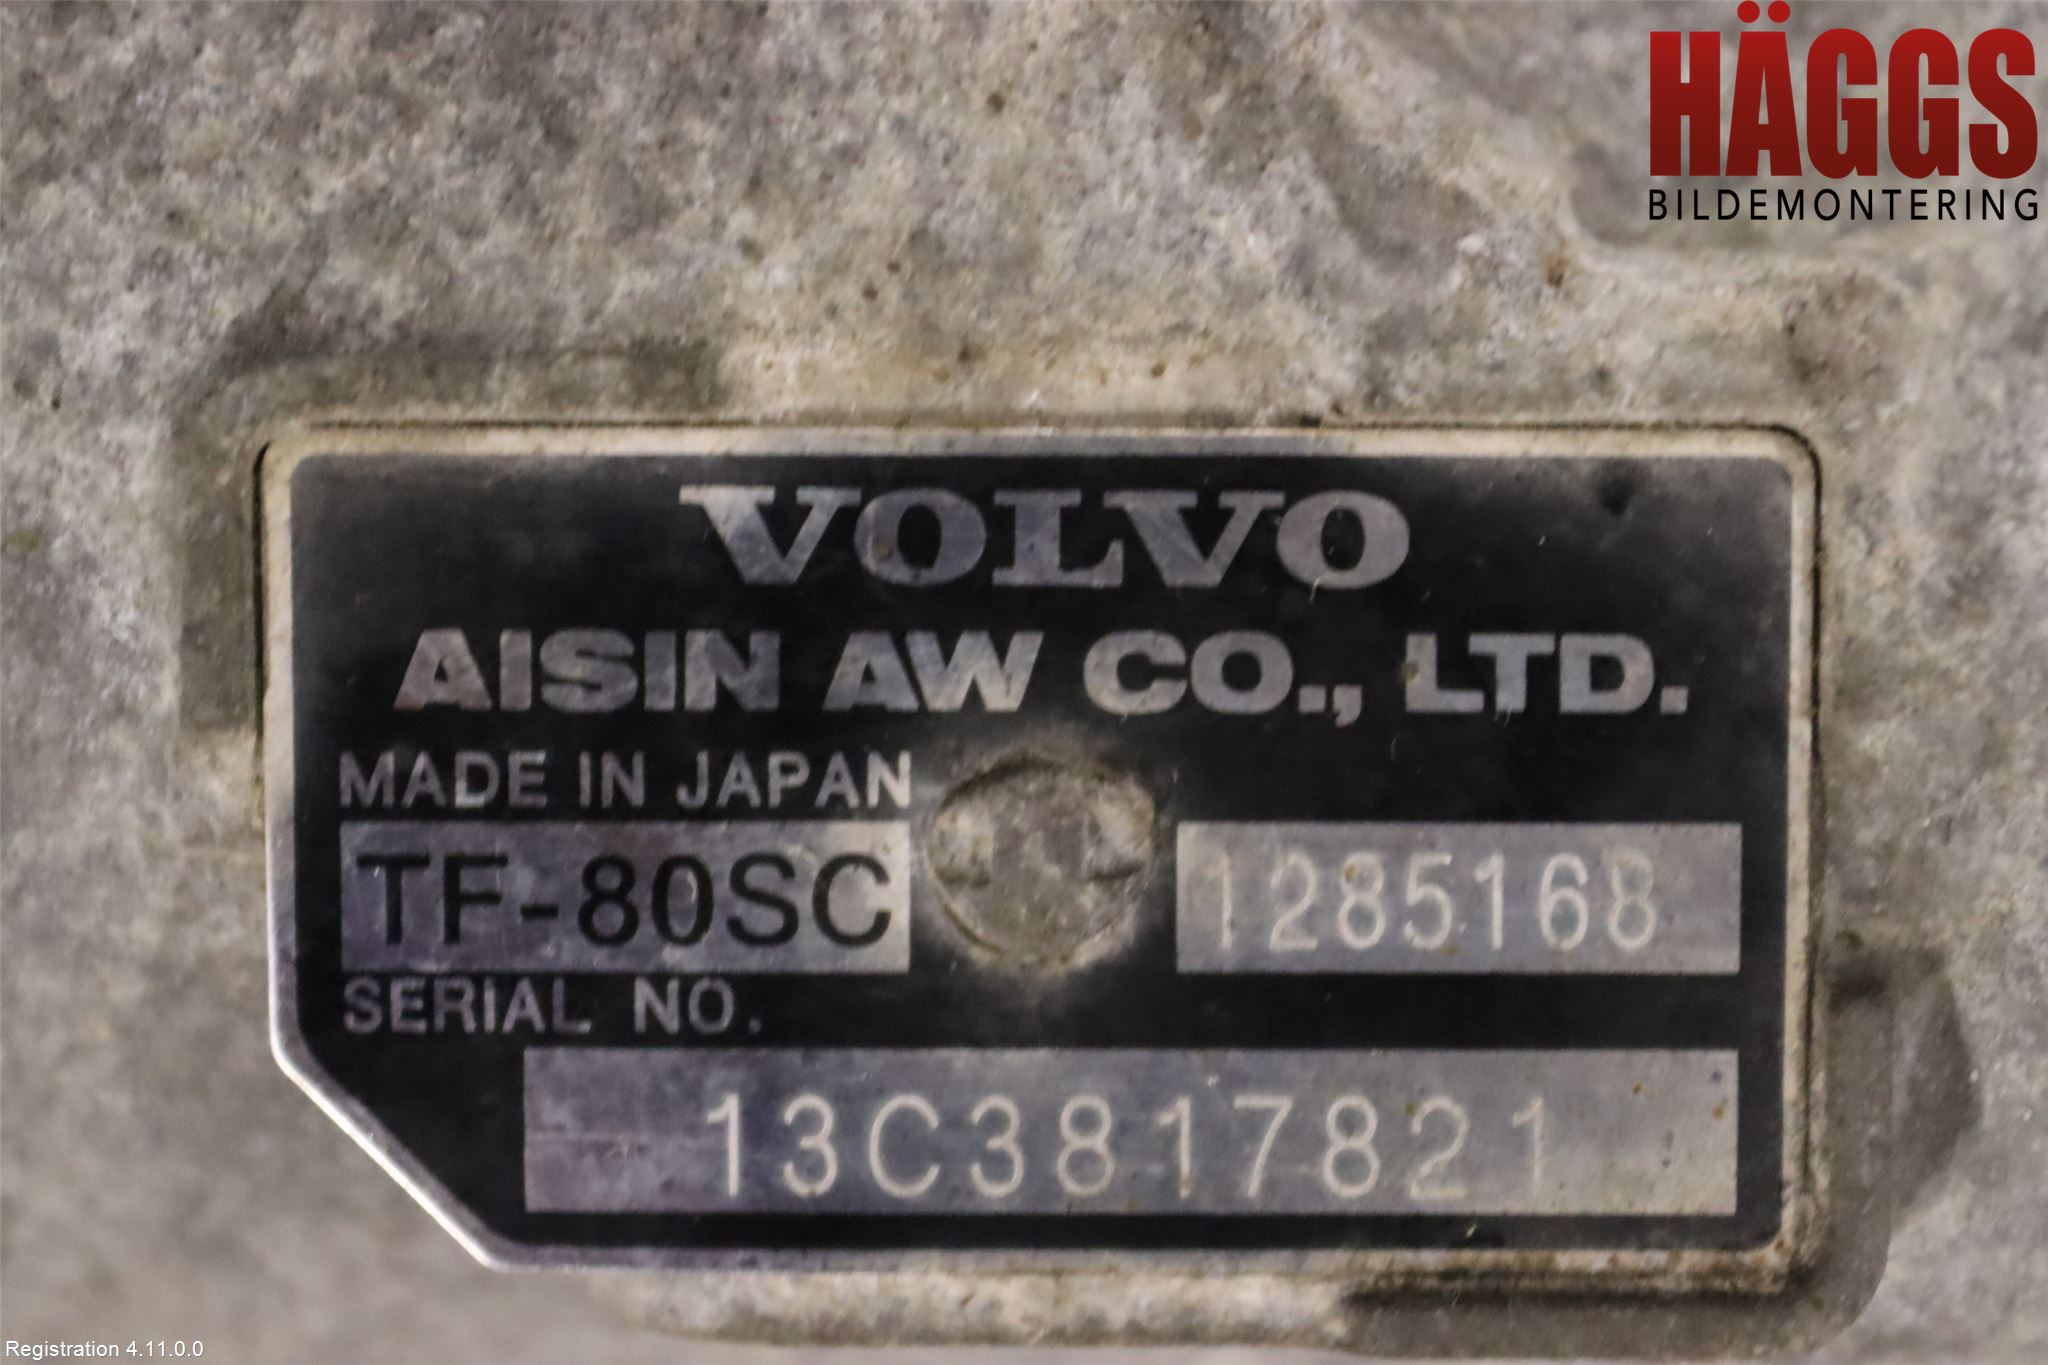 HÄGGS
BILDEMONTERING
VOLVO
AISIN AW CO., LTD.
MADE IN JAPAN
TF-80SC 1285168
SERIAL NO.
13C3817821
Registration 4.11.0.0